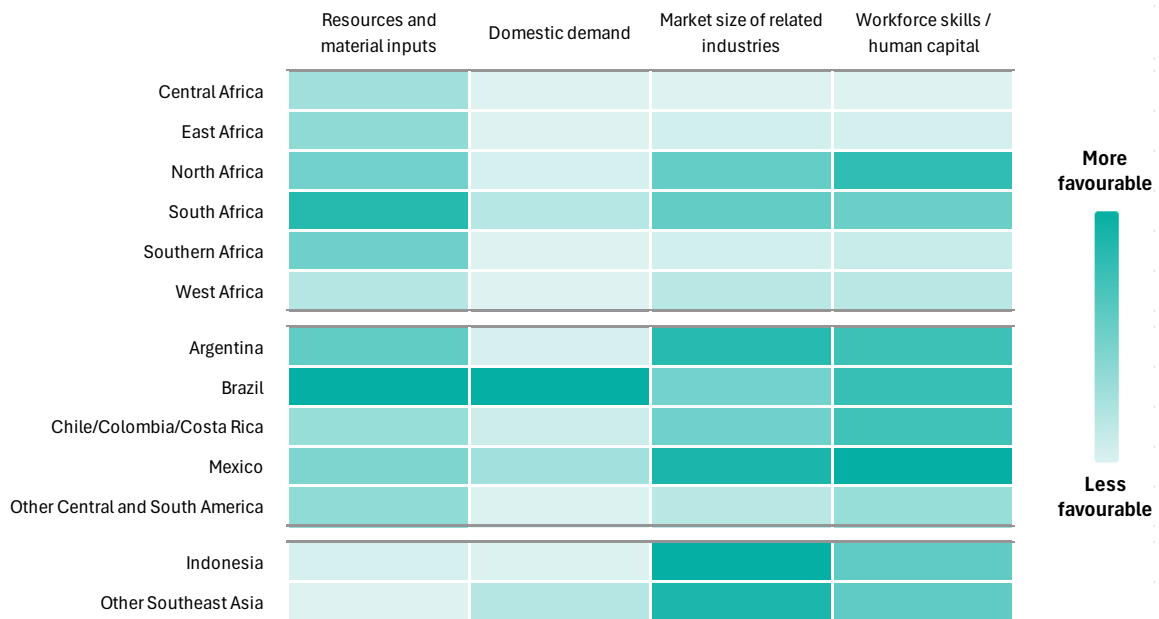 Resources and
material inputs
Domestic demand
Market size of related
industries
Workforce skills /
human capital
Central Africa
East Africa
North Africa
South Africa
Southern Africa
West Africa
Argentina
Brazil
Chile/Colombia/Costa Rica
Mexico
Other Central and South America
Indonesia
Other Southeast Asia
More
favourable
Less
favourable